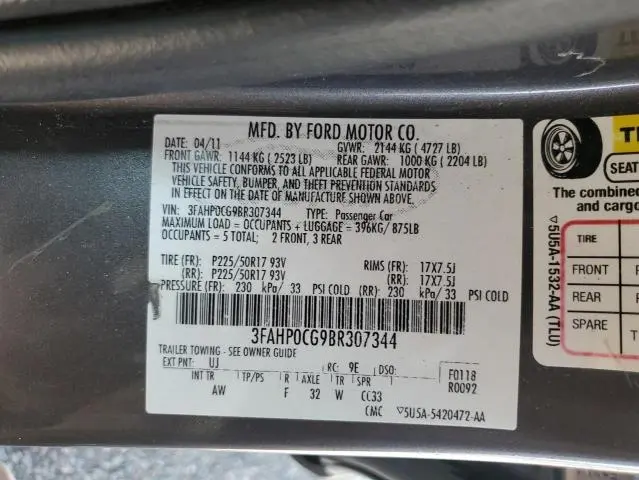 MFD. BY FORD MOTOR CO.
DATE: 04/11 GVWR: 2144 KG ( 4727 LB)
FRONT GAWR: 1144 KG ( 2523 LB) REAR GAWR: 1000 KG ( 2204 LB)
THIS VEHICLE CONFORMS TO ALL APPLICABLE FEDERAL MOTOR
VEHICLE SAFETY, BUMPER, AND THEFT PREVENTION STANDARDS
IN EFFECT ON THE DATE OF MANUFACTURE SHOWN ABOVE.
VIN: 3FAHP0CG9BR307344 TYPE: Passenger Car
MAXIMUM LOAD = OCCUPANTS + LUGGAGE = 396KG/ 875LB
OCCUPANTS = 5 TOTAL; 2 FRONT, 3 REAR
TIRE (FR): P225/50R17 93V RIMS (FR): 17X7.5J
(RR): P225/50R17 93V (RR): 17X7.5J
PRESSURE (FR): 230 kPa/ 33 PSI COLD (RR): 230 kPa/ 33 PSI COLD
3FAHP0CG9BR307344
TRAILER TOWING - SEE OWNER GUIDE
EXT PNT: UJ RC: 9E DSO: F0118
INT TR TP/PS R AXLE TR SPR R0092
AW F 32 W CC33
CMC ▽5U5A-5420472-AA
▽5U5A-1532-AA (TLU)
SEAT
The combined
and cargo
TIRE
FRONT P
REAR P
SPARE T